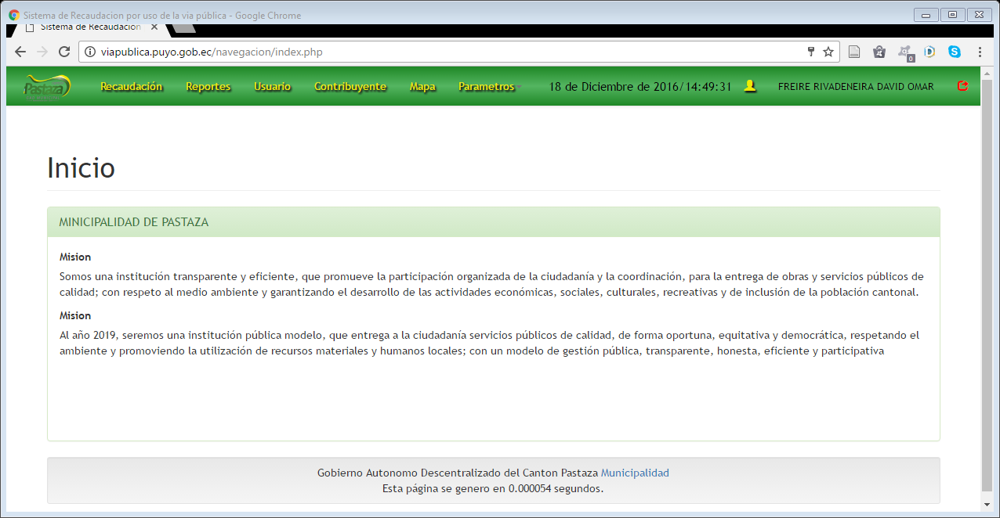 Sistema de Recaudacion por uso de la via pública - Google Chrome
Sistema de Recaudacion
viapublica.puyo.gob.ec/navegacion/index.php
0
Pastaza Recaudación Reportes Usuario Contribuyente Mapa Parametros 18 de Diciembre de 2016/14:49:31 FREIRE RIVADENEIRA DAVID OMAR
Inicio
MINICIPALIDAD DE PASTAZA
Mision
Somos una institución transparente y eficiente, que promueve la participación organizada de la ciudadanía y la coordinación, para la entrega de obras y servicios públicos de
calidad; con respeto al medio ambiente y garantizando el desarrollo de las actividades económicas, sociales, culturales, recreativas y de inclusión de la población cantonal.
Mision
Al año 2019, seremos una institución pública modelo, que entrega a la ciudadanía servicios públicos de calidad, de forma oportuna, equitativa y democrática, respetando el
ambiente y promoviendo la utilización de recursos materiales y humanos locales; con un modelo de gestión pública, transparente, honesta, eficiente y participativa
Gobierno Autonomo Descentralizado del Canton Pastaza Municipalidad
Esta página se genero en 0.000054 segundos.